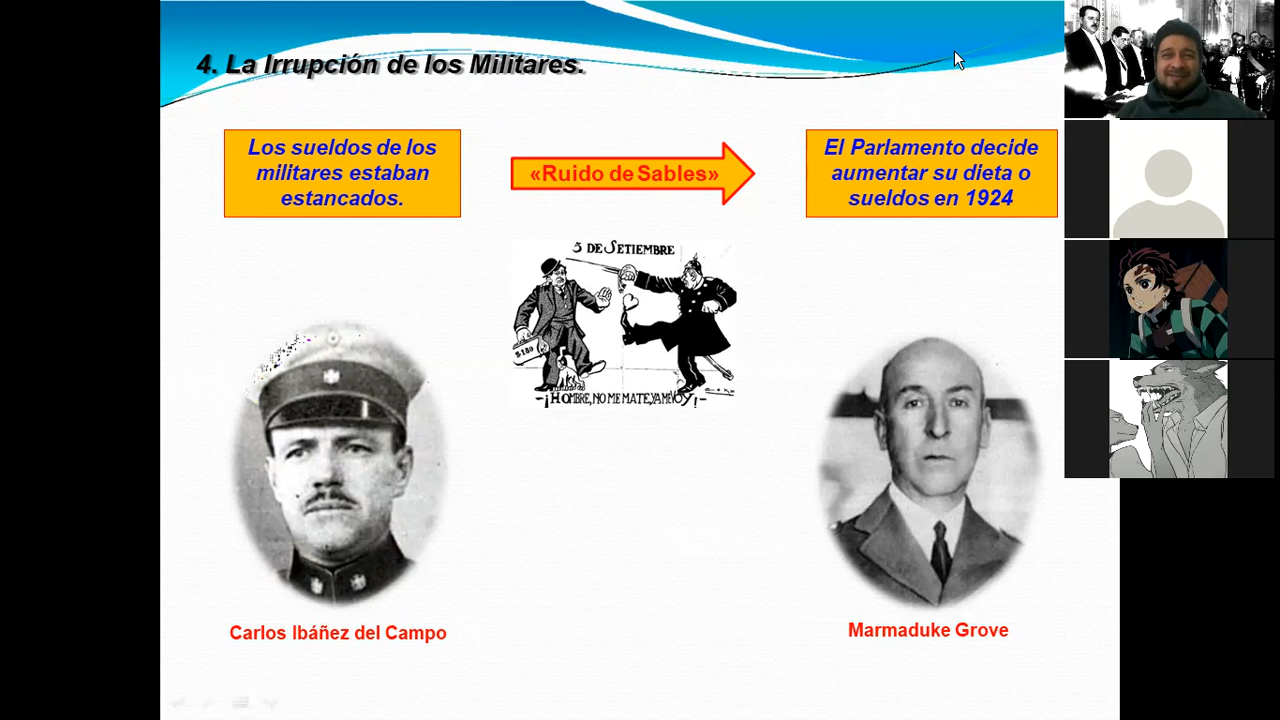 4. La Irrupción de los Militares.
Los sueldos de los
militares estaban
estancados.
«Ruido de Sables»
El Parlamento decide
aumentar su dieta o
sueldos en 1924
5 DE SETIEMBRE
$180
-¡HOMBRE, NO ME MATE, YA ME VOY!-
Carlos Ibáñez del Campo
Marmaduke Grove